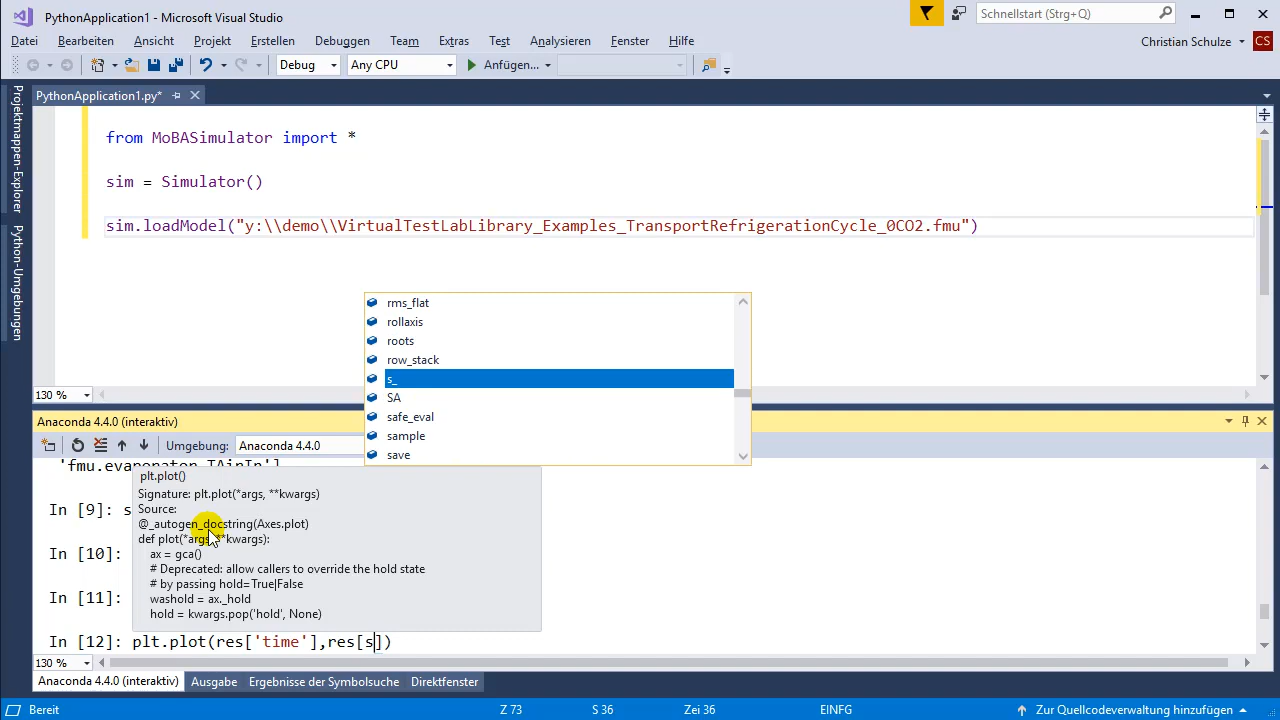 PythonApplication1 - Microsoft Visual Studio
Schnellstart (Strg+Q)
Datei Bearbeiten Ansicht Projekt Erstellen Debuggen Team Extras Test Analysieren Fenster Hilfe
Christian Schulze CS
Debug Any CPU Anfügen...
PythonApplication1.py*
Projektmappen-Explorer
Python-Umgebungen
from MoBASimulator import *
sim = Simulator()
sim.loadModel("y:\\demo\\VirtualTestLabLibrary_Examples_TransportRefrigerationCycle_0CO2.fmu")
rms_flat
rollaxis
roots
row_stack
s_
SA
safe_eval
sample
save
130 %
Anaconda 4.4.0 (interaktiv)
Umgebung: Anaconda 4.4.0
'fmu.evaporator.TAirIn']
plt.plot()
Signature: plt.plot(*args, **kwargs)
Source:
@_autogen_docstring(Axes.plot)
def plot(*args, **kwargs):
ax = gca()
# Deprecated: allow callers to override the hold state
# by passing hold=True|False
washold = ax._hold
hold = kwargs.pop('hold', None)
In [9]: s
In [10]:
In [11]:
In [12]: plt.plot(res['time'],res[s])
130 %
Anaconda 4.4.0 (interaktiv) Ausgabe Ergebnisse der Symbolsuche Direktfenster
Bereit Z 73 S 36 Zei 36 EINFG Zur Quellcodeverwaltung hinzufügen